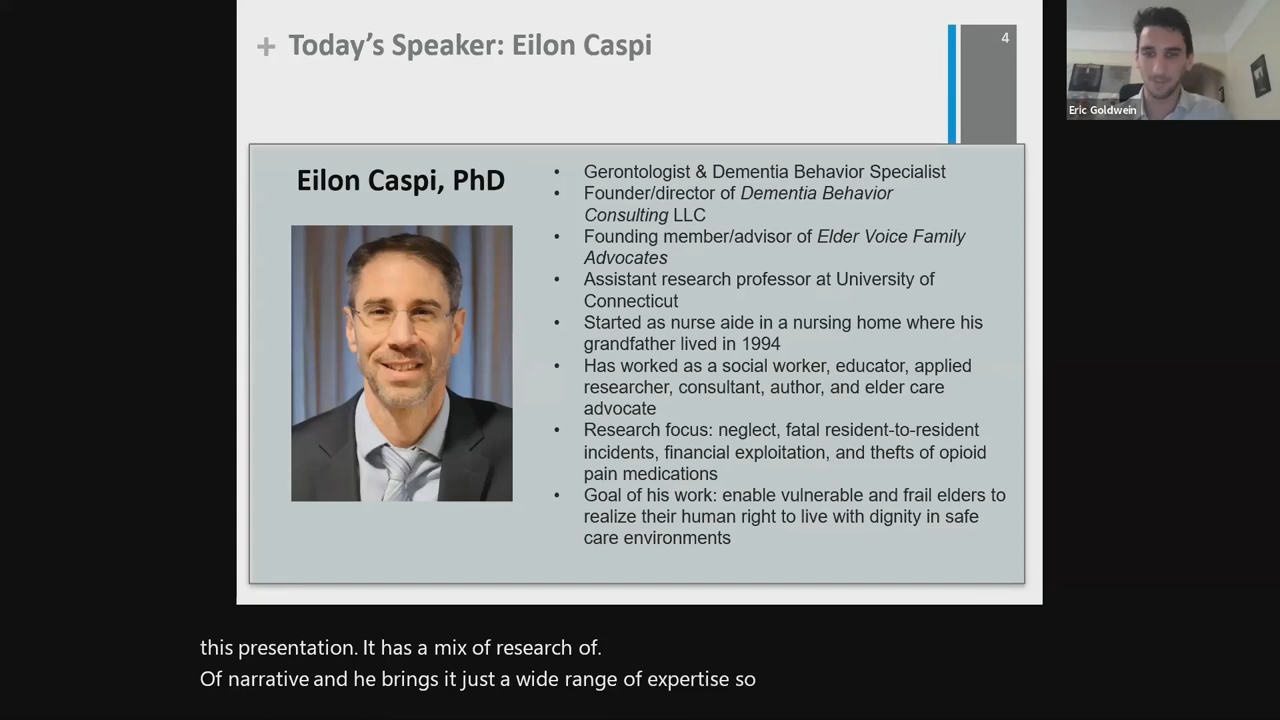 + Today's Speaker: Eilon Caspi
4
Eric Goldwein
Eilon Caspi, PhD
• Gerontologist & Dementia Behavior Specialist
• Founder/director of Dementia Behavior
Consulting LLC
• Founding member/advisor of Elder Voice Family
Advocates
• Assistant research professor at University of
Connecticut
• Started as nurse aide in a nursing home where his
grandfather lived in 1994
• Has worked as a social worker, educator, applied
researcher, consultant, author, and elder care
advocate
• Research focus: neglect, fatal resident-to-resident
incidents, financial exploitation, and thefts of opioid
pain medications
• Goal of his work: enable vulnerable and frail elders to
realize their human right to live with dignity in safe
care environments
this presentation. It has a mix of research of.
Of narrative and he brings it just a wide range of expertise so